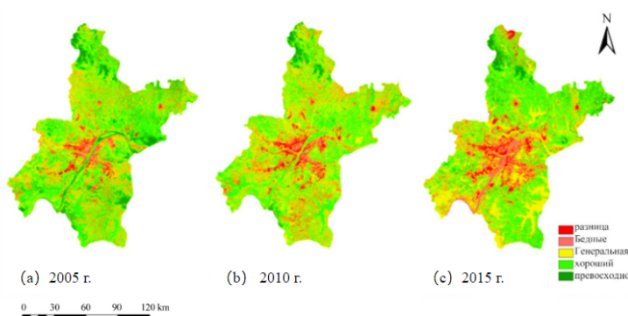 N
разница
Бедные
Генеральная
хороший
превосходно
(a) 2005 г.
(b) 2010 г.
(c) 2015 г.
0 30 60 90 120 km